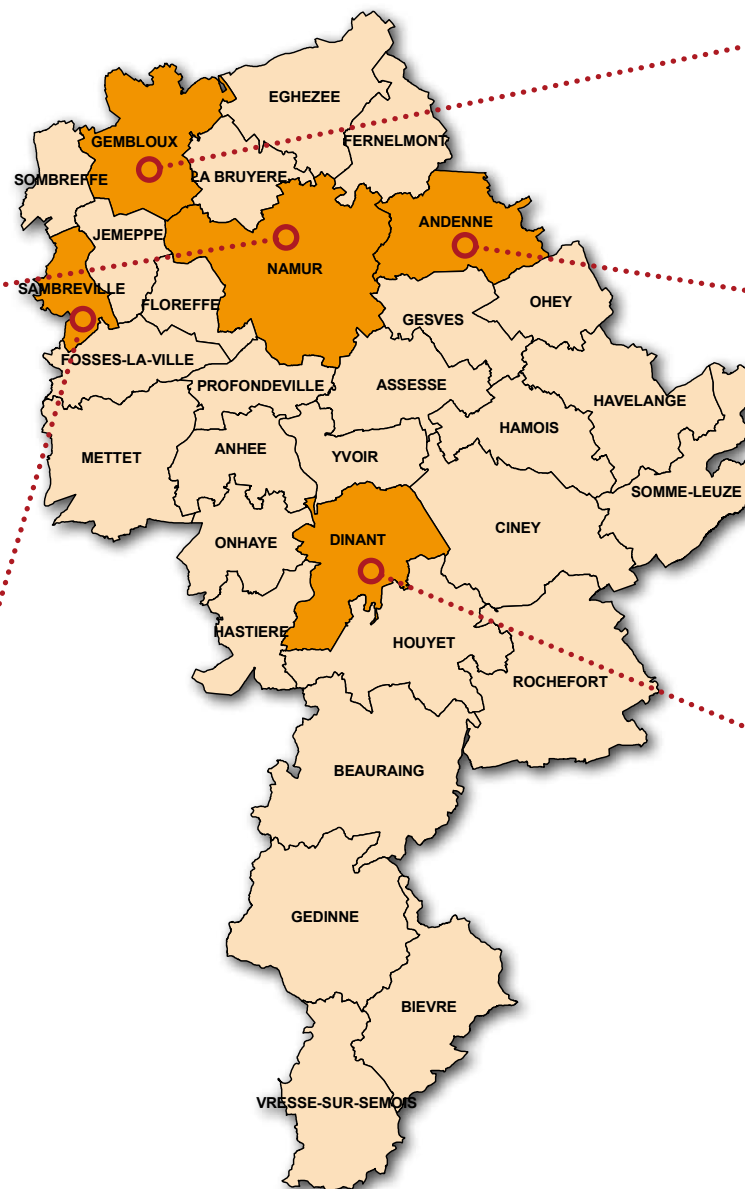 EGHEZEE
GEMBLOUX
FERNELMONT
SOMBREFFE
LA BRUYERE
ANDENNE
JEMEPPE
NAMUR
SAMBREVILLE
FLOREFFE
OHEY
GESVES
FOSSES-LA-VILLE
PROFONDEVILLE
ASSESSE
HAVELANGE
HAMOIS
METTET
ANHEE
YVOIR
SOMME-LEUZE
CINEY
ONHAYE
DINANT
HASTIERE
HOUYET
ROCHEFORT
BEAURAING
GEDINNE
BIEVRE
VRESSE-SUR-SEMOIS